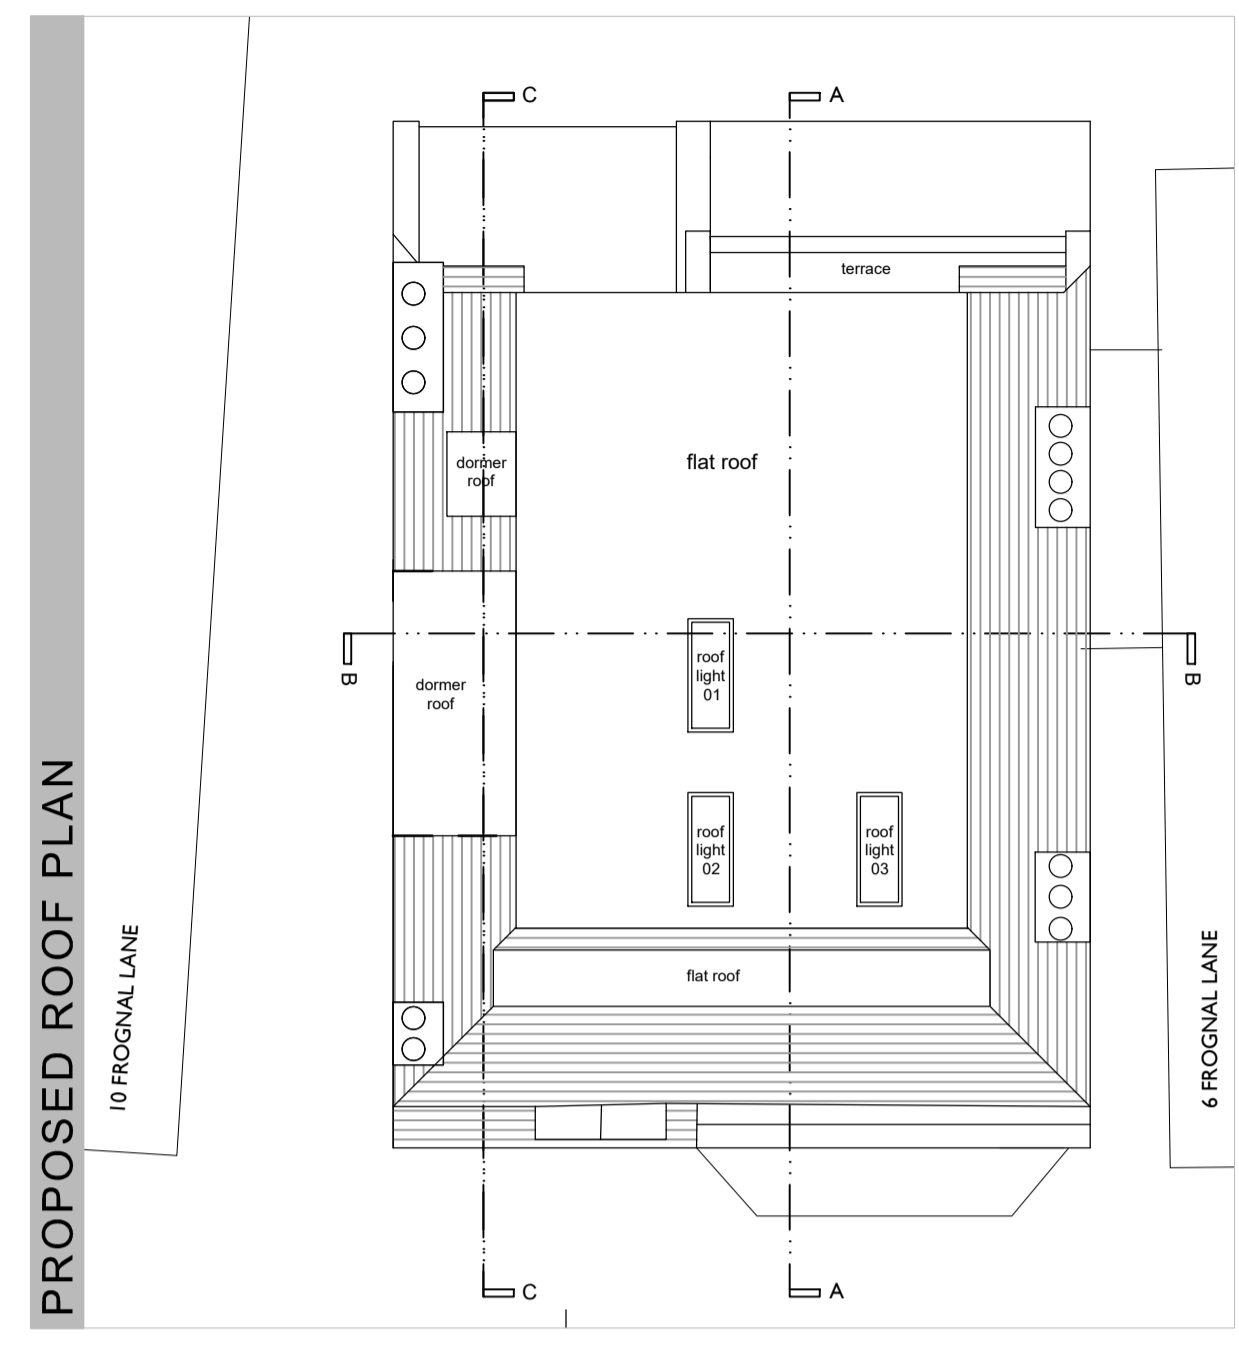 PROPOSED ROOF PLAN
C
A
terrace
dormer
roof
flat roof
B
B
dormer
roof
roof
light
01
roof
light
02
roof
light
03
flat roof
10 FROGNAL LANE
6 FROGNAL LANE
C
A